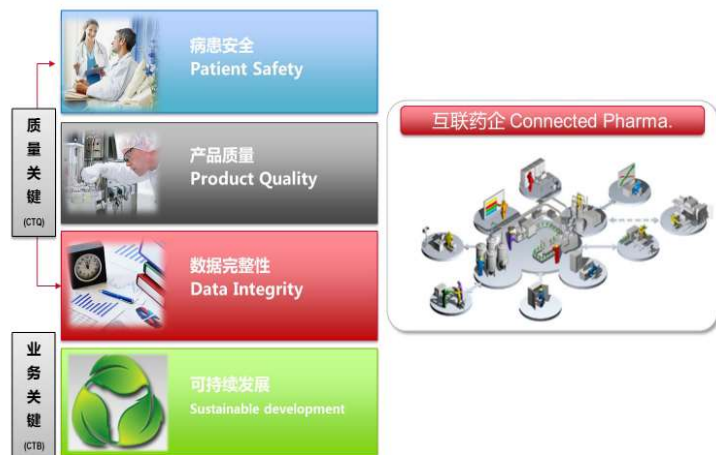 病患安全
Patient Safety
质量关键
(CTQ)
产品质量
Product Quality
数据完整性
Data Integrity
业务关键
(CTB)
可持续发展
Sustainable development
互联药企 Connected Pharma.